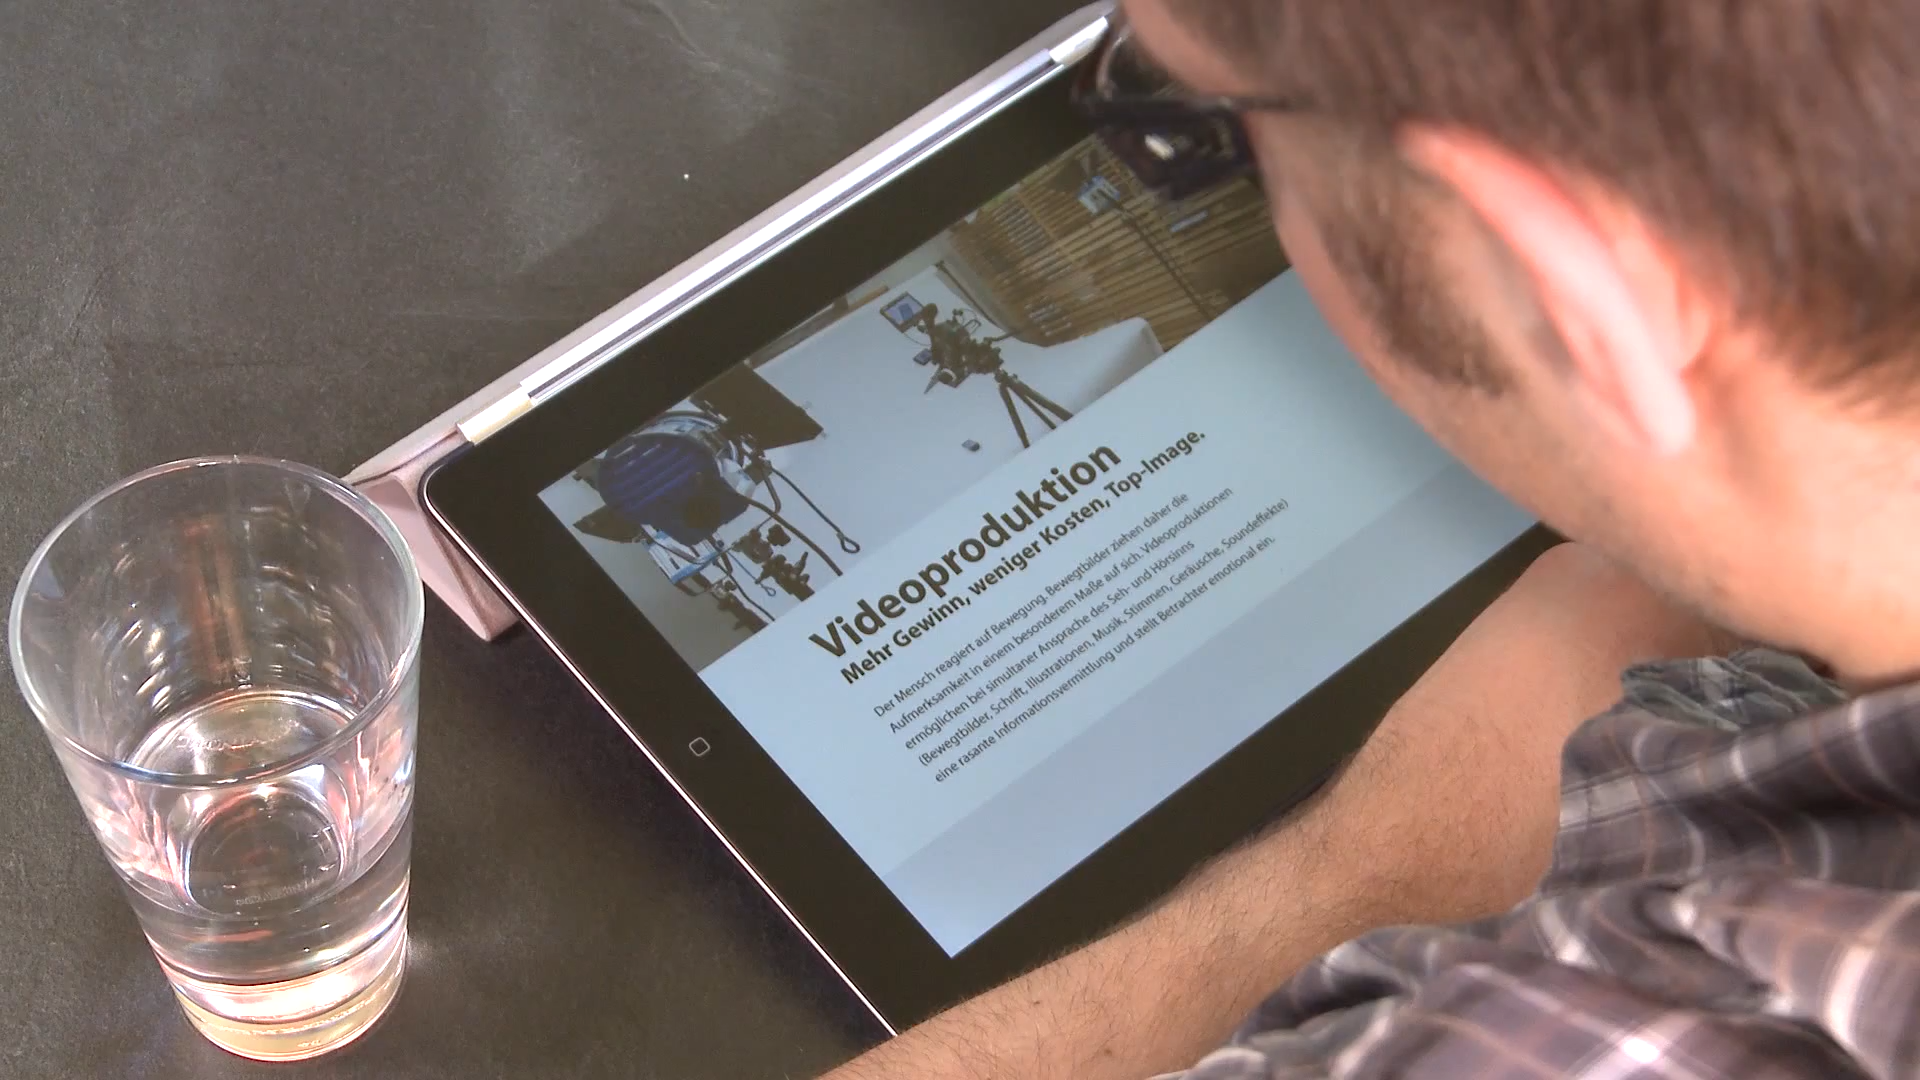 Videoproduktion
Mehr Gewinn, weniger Kosten, Top-Image.
Der Mensch reagiert auf Bewegung. Bewegtbilder ziehen daher die
Aufmerksamkeit in einem besonderem Maße auf sich. Videoproduktionen
ermöglichen bei simultaner Ansprache des Seh- und Hörsinns
(Bewegtbilder, Schrift, Illustrationen, Musik, Stimmen, Geräusche, Soundeffekte)
eine rasante Informationsvermittlung und stellt Betrachter emotional ein.